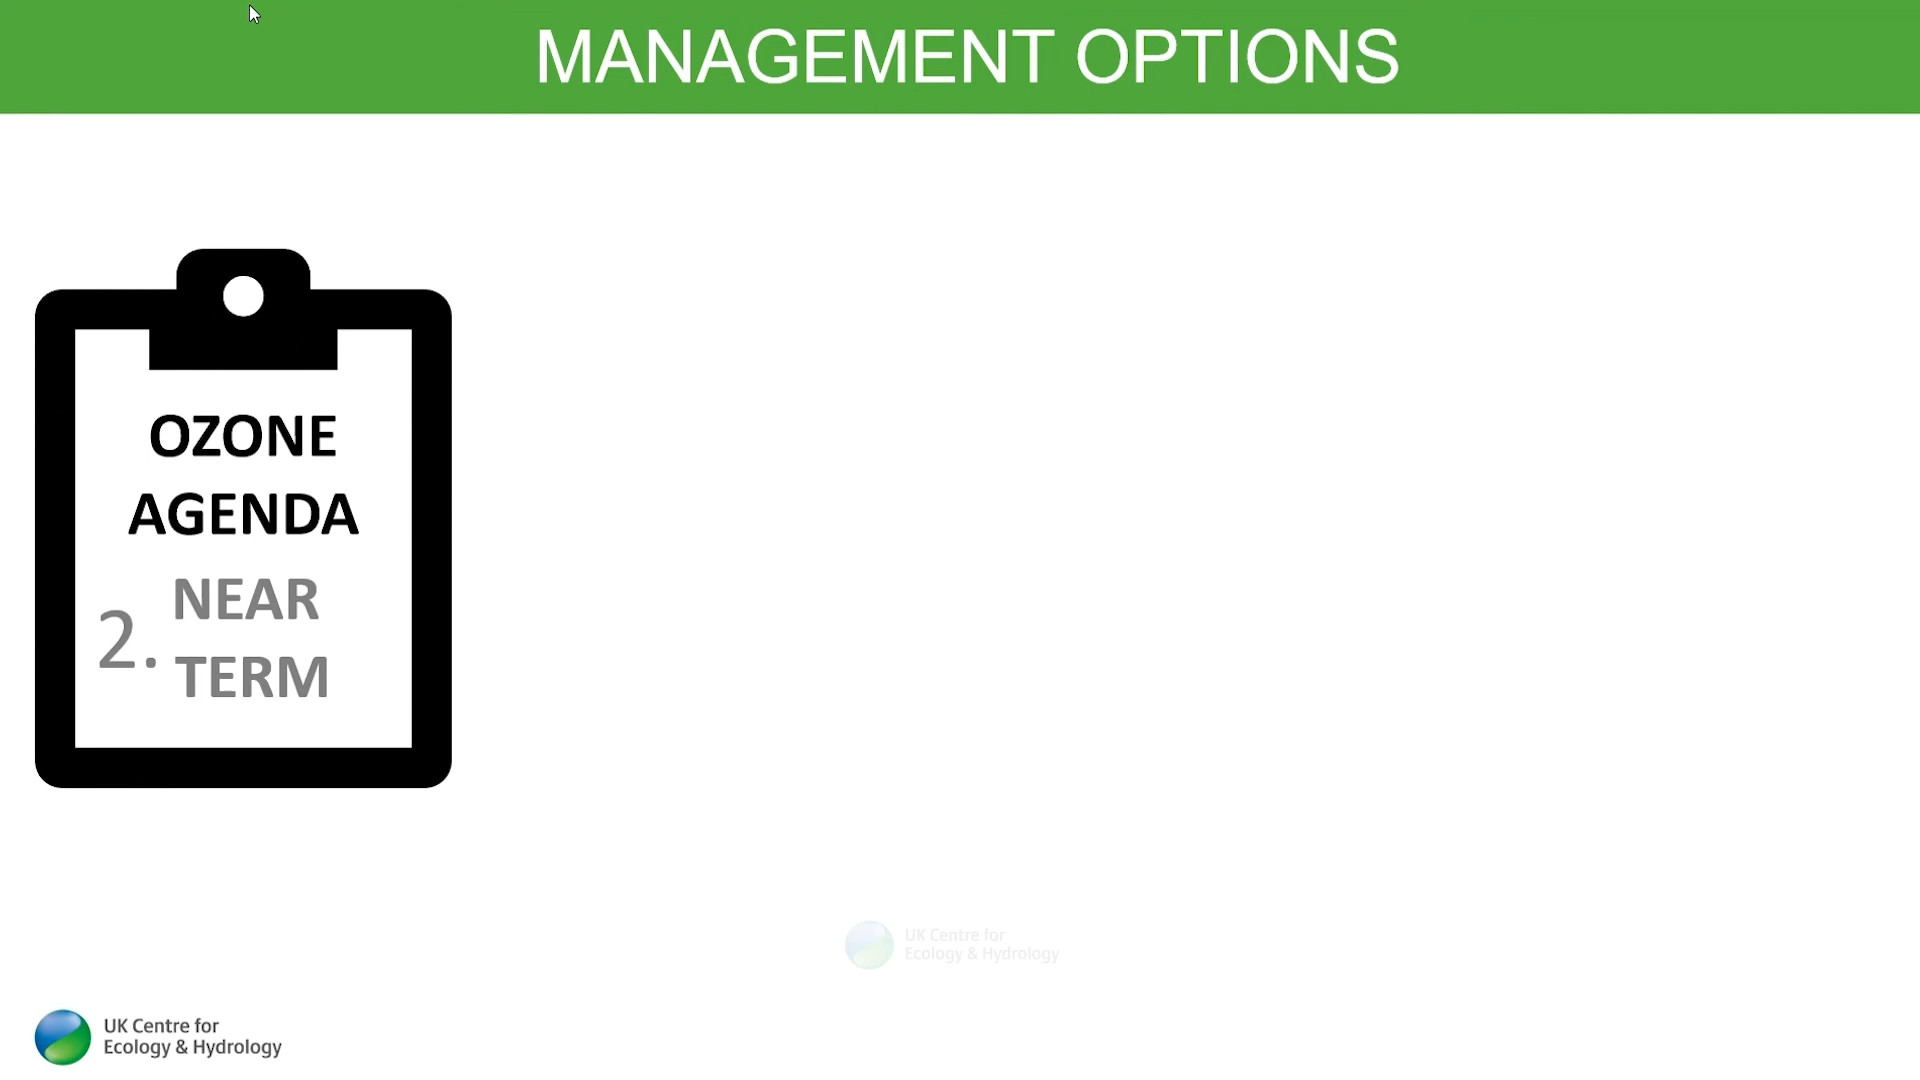 MANAGEMENT OPTIONS
OZONE
AGENDA
2. NEAR
TERM
UK Centre for
Ecology & Hydrology
UK Centre for
Ecology & Hydrology